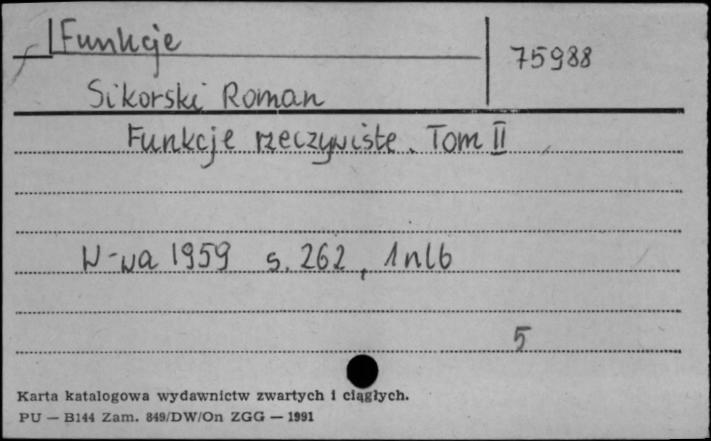 Funkcje
75988
Sikorski Roman
Funkcje rzeczywiste. Tom II
W-wa 1959 s. 262, 1nlb
5
Karta katalogowa wydawnictw zwartych i ciągłych.
PU — B144 Zam. 849/DW/On ZGG — 1991